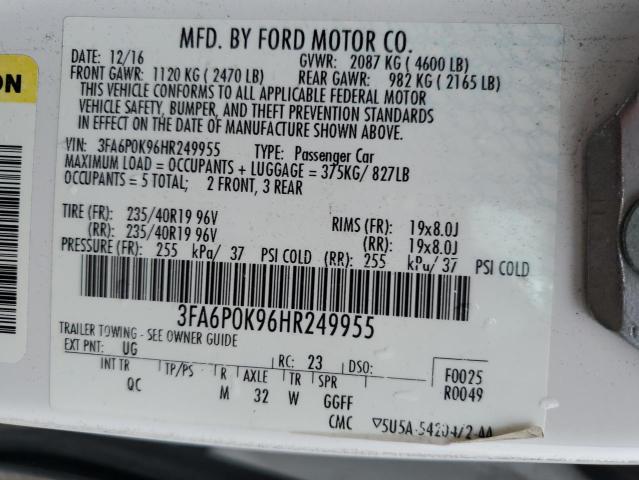 ON
MFD. BY FORD MOTOR CO.
DATE: 12/16 GVWR: 2087 KG ( 4600 LB)
FRONT GAWR: 1120 KG ( 2470 LB) REAR GAWR: 982 KG ( 2165 LB)
THIS VEHICLE CONFORMS TO ALL APPLICABLE FEDERAL MOTOR
VEHICLE SAFETY, BUMPER, AND THEFT PREVENTION STANDARDS
IN EFFECT ON THE DATE OF MANUFACTURE SHOWN ABOVE.
VIN: 3FA6P0K96HR249955 TYPE: Passenger Car
MAXIMUM LOAD = OCCUPANTS + LUGGAGE = 375KG/ 827LB
OCCUPANTS = 5 TOTAL; 2 FRONT, 3 REAR
TIRE (FR): 235/40R19 96V RIMS (FR): 19x8.0J
(RR): 235/40R19 96V (RR): 19x8.0J
PRESSURE (FR): 255 kPa/ 37 PSI COLD (RR): 255 kPa/ 37 PSI COLD
3FA6P0K96HR249955
TRAILER TOWING - SEE OWNER GUIDE
EXT PNT: UG RC: 23 DSO: F0025
INT TR TP/PS R AXLE TR SPR R0049
QC M 32 W GGFF
CMC